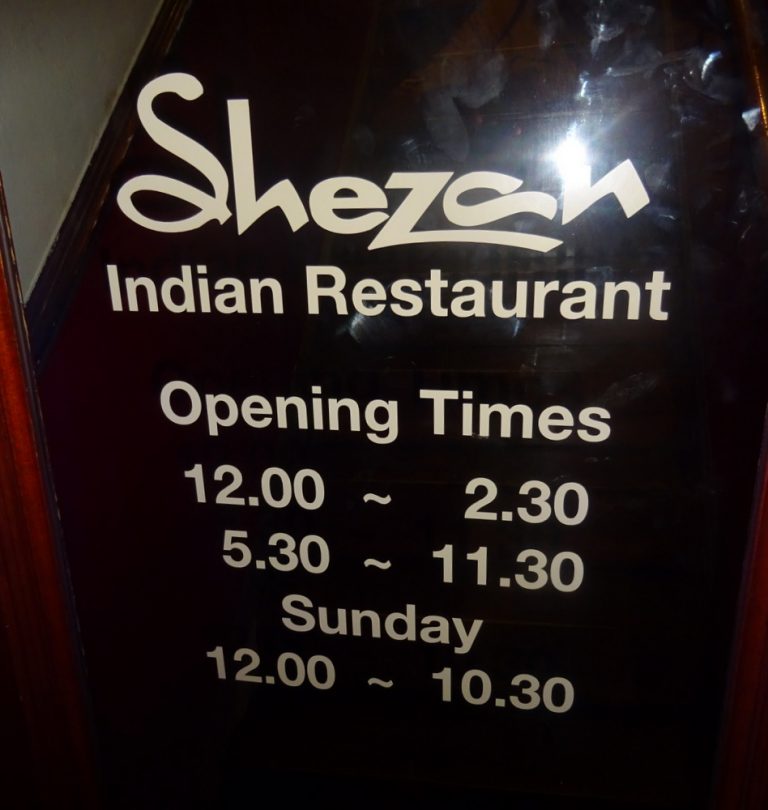 Shezan
Indian Restaurant
Opening Times
12.00 ~ 2.30
5.30 ~ 11.30
Sunday
12.00 ~ 10.30